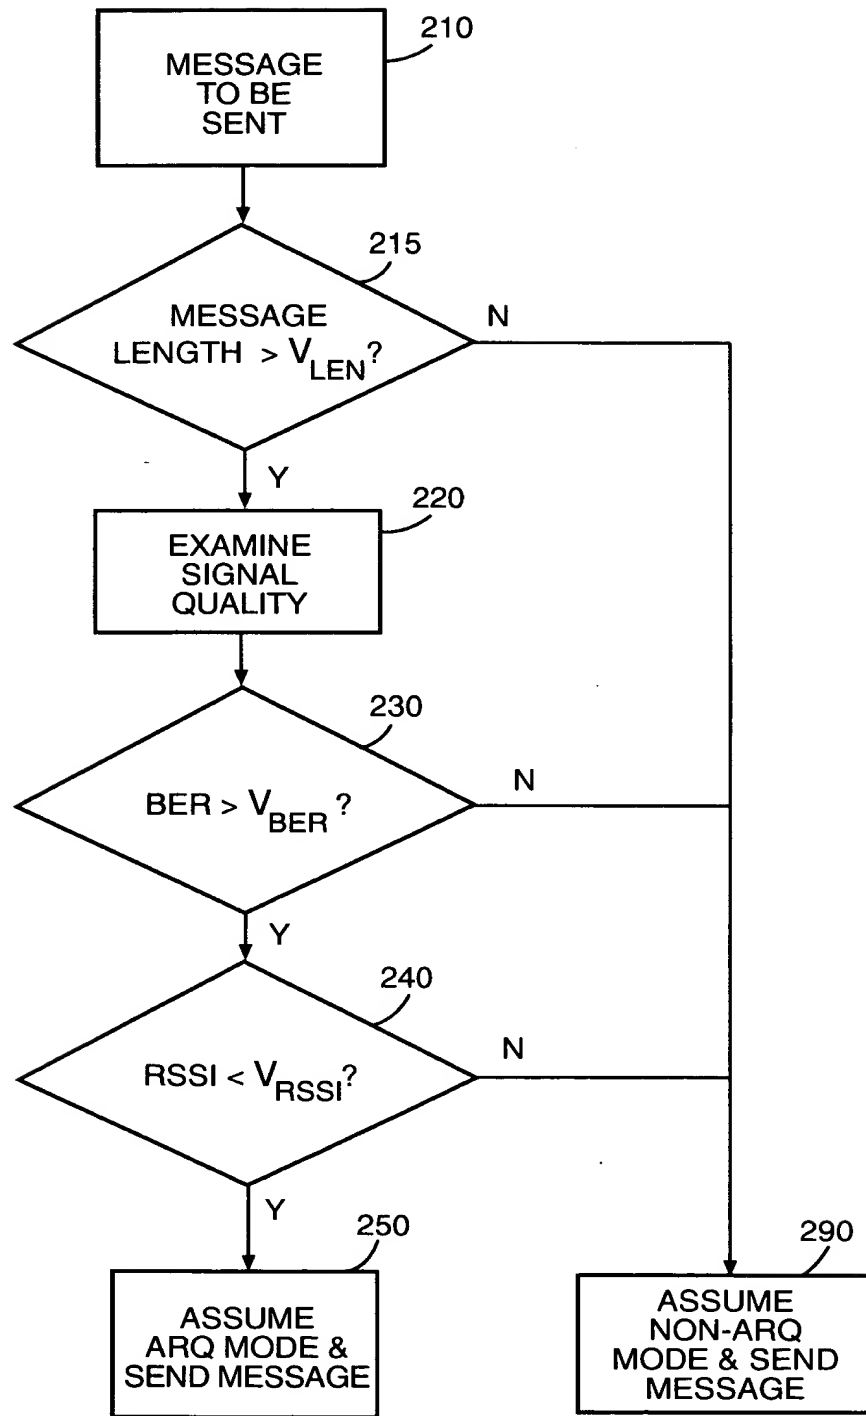 210
MESSAGE
TO BE
SENT
215
MESSAGE
LENGTH > VLEN?
N
Y
220
EXAMINE
SIGNAL
QUALITY
230
BER > VBER ?
N
Y
240
RSSI < VRSSI?
N
Y
250
ASSUME
ARQ MODE &
SEND MESSAGE
290
ASSUME
NON-ARQ
MODE & SEND
MESSAGE